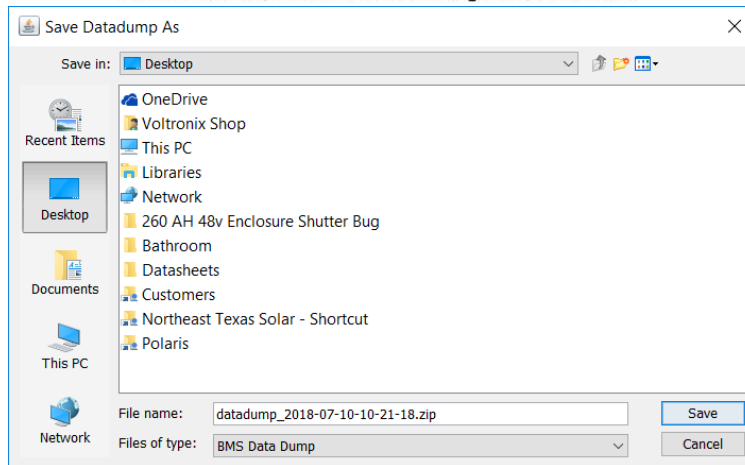 Save Datadump As
Save in:
Desktop
Recent Items
Desktop
Documents
This PC
Network
OneDrive
Voltronix Shop
This PC
Libraries
Network
260 AH 48v Enclosure Shutter Bug
Bathroom
Datasheets
Customers
Northeast Texas Solar - Shortcut
Polaris
File name:
datadump_2018-07-10-10-21-18.zip
Save
Files of type:
BMS Data Dump
Cancel